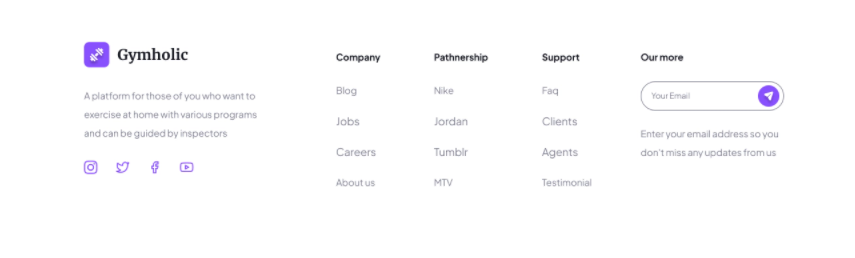 Gymholic
A platform for those of you who want to
exercise at home with various programs
and can be guided by inspectors
Company
Blog
Jobs
Careers
About us
Pathnership
Nike
Jordan
Tumblr
MTV
Support
Faq
Clients
Agents
Testimonial
Our more
Your Email
Enter your email address so you
don't miss any updates from us